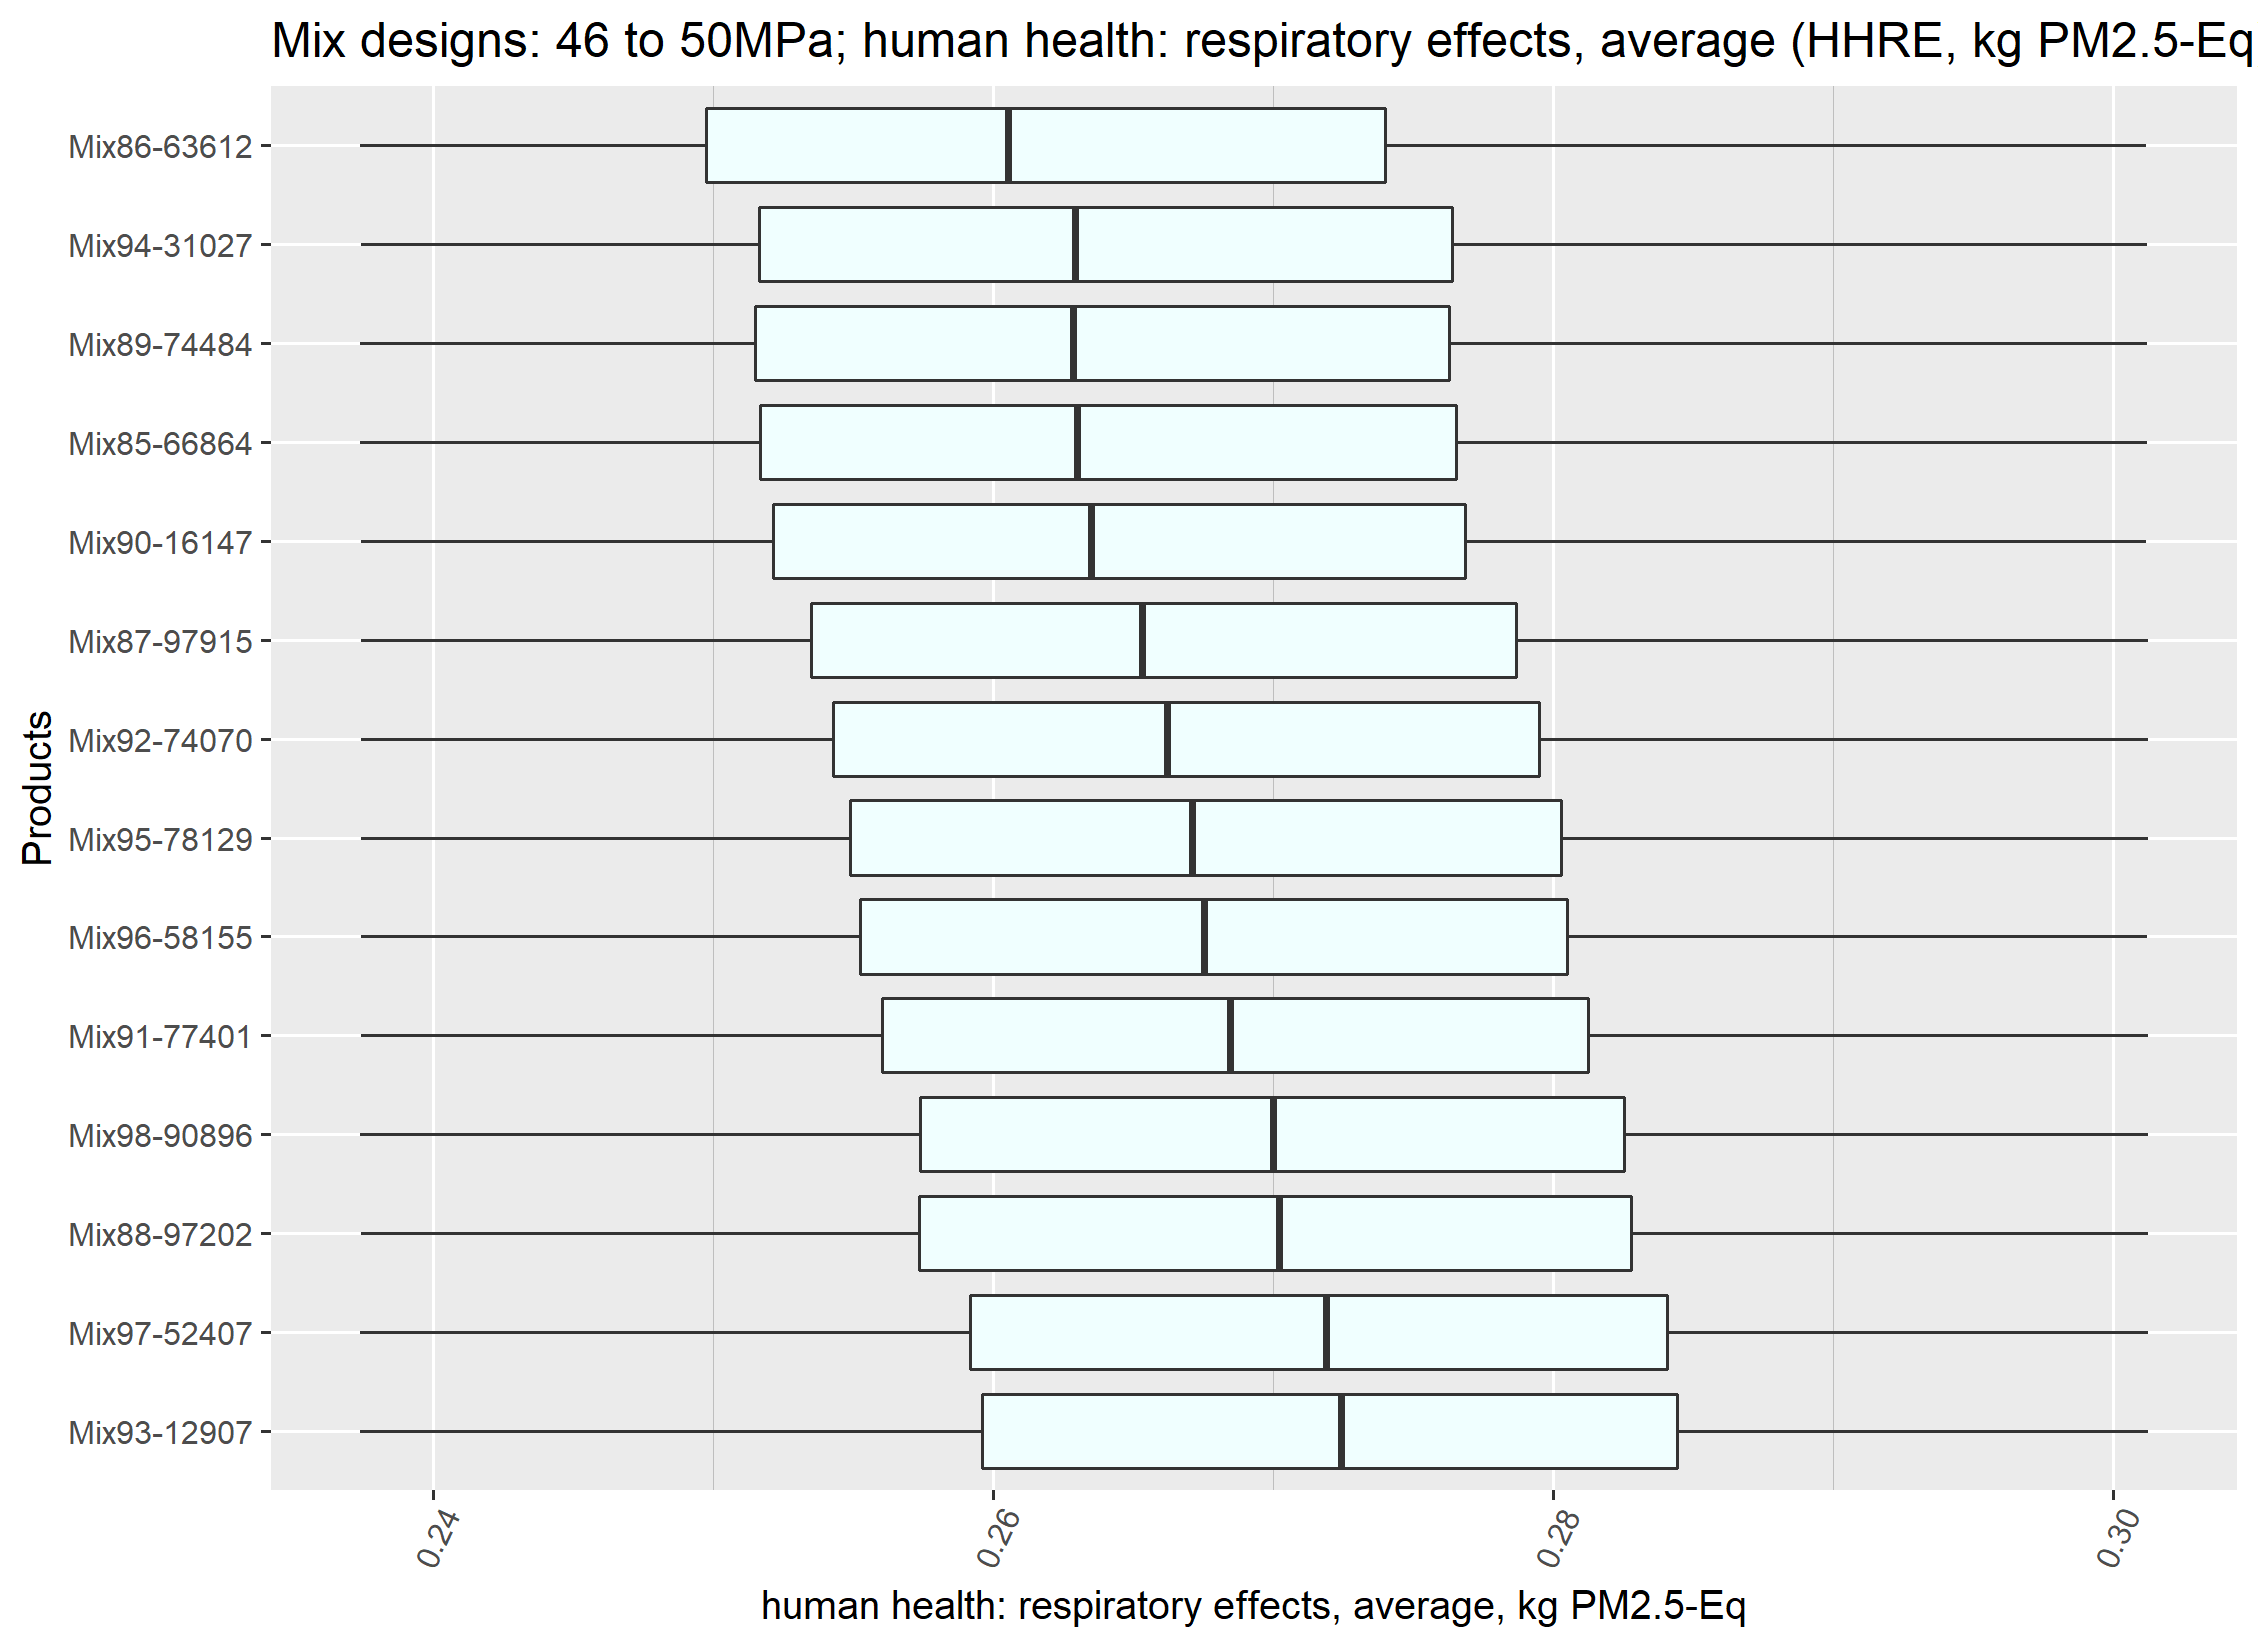 Mix designs: 46 to 50MPa; human health: respiratory effects, average (HHRE, kg PM2.5-Eq
Products
Mix86-63612
Mix94-31027
Mix89-74484
Mix85-66864
Mix90-16147
Mix87-97915
Mix92-74070
Mix95-78129
Mix96-58155
Mix91-77401
Mix98-90896
Mix88-97202
Mix97-52407
Mix93-12907
0.24
0.26
0.28
0.30
human health: respiratory effects, average, kg PM2.5-Eq